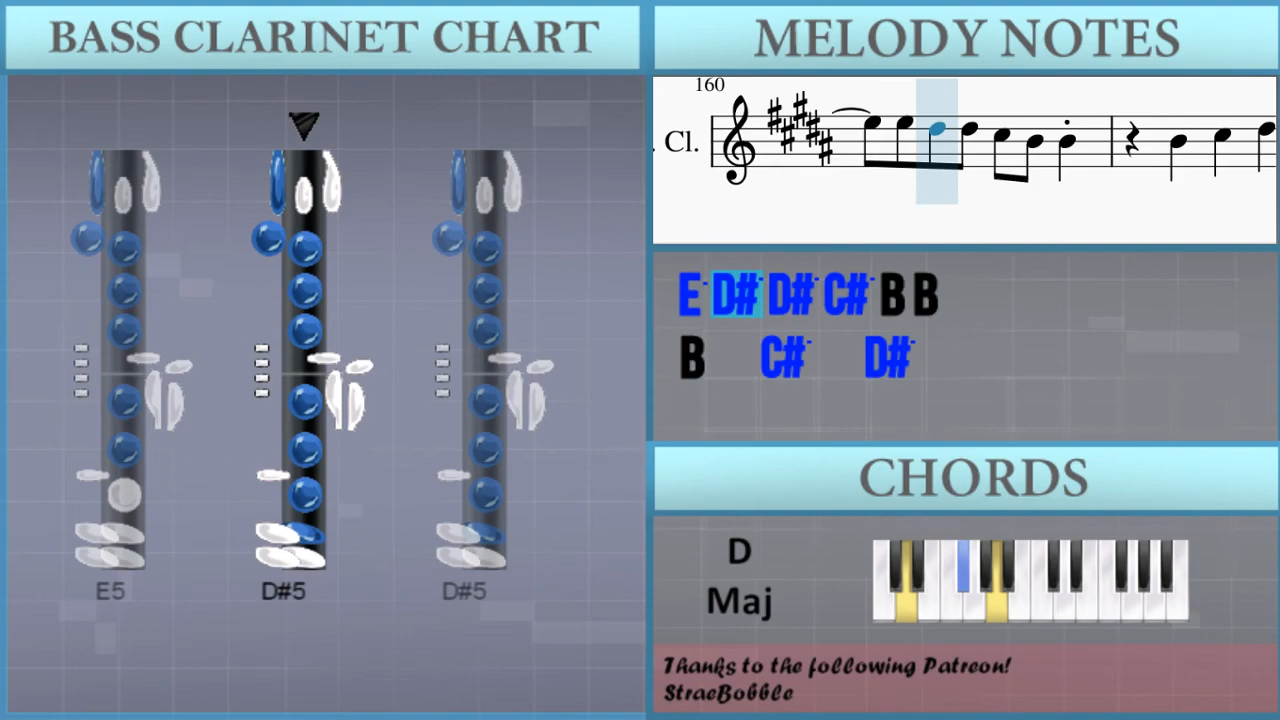 BASS CLARINET CHART
E5 D#5 D#5
MELODY NOTES
160
. Cl.
E- D#- D#- C#- B B
B C#- D#-
CHORDS
D
Maj
Thanks to the following Patreon!
StraeBobble